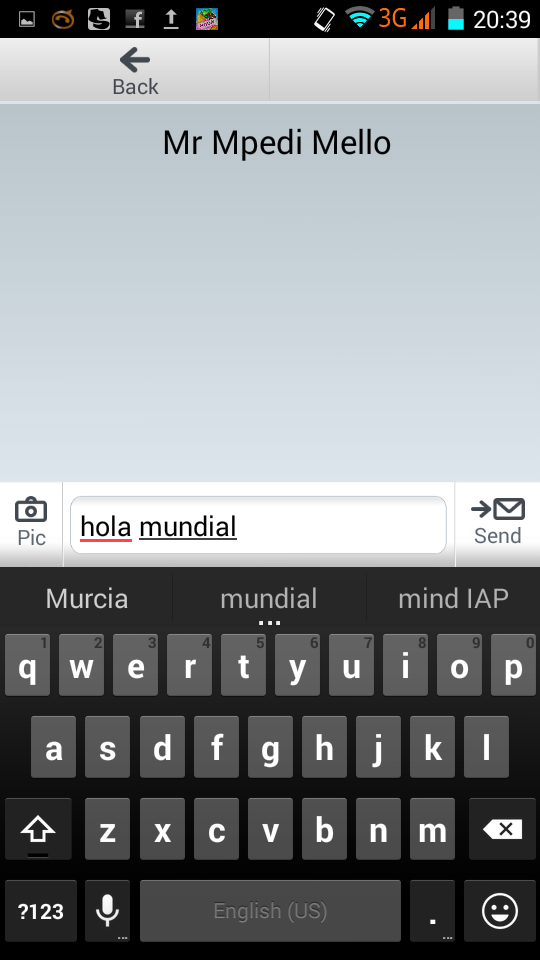 3G 20:39
Back
Mr Mpedi Mello
hola mundial
Pic
Send
Murcia mundial mind IAP
1 2 3 4 5 6 7 8 9 0
q w e r t y u i o p
a s d f g h j k l
z x c v b n m
?123 English (US) .